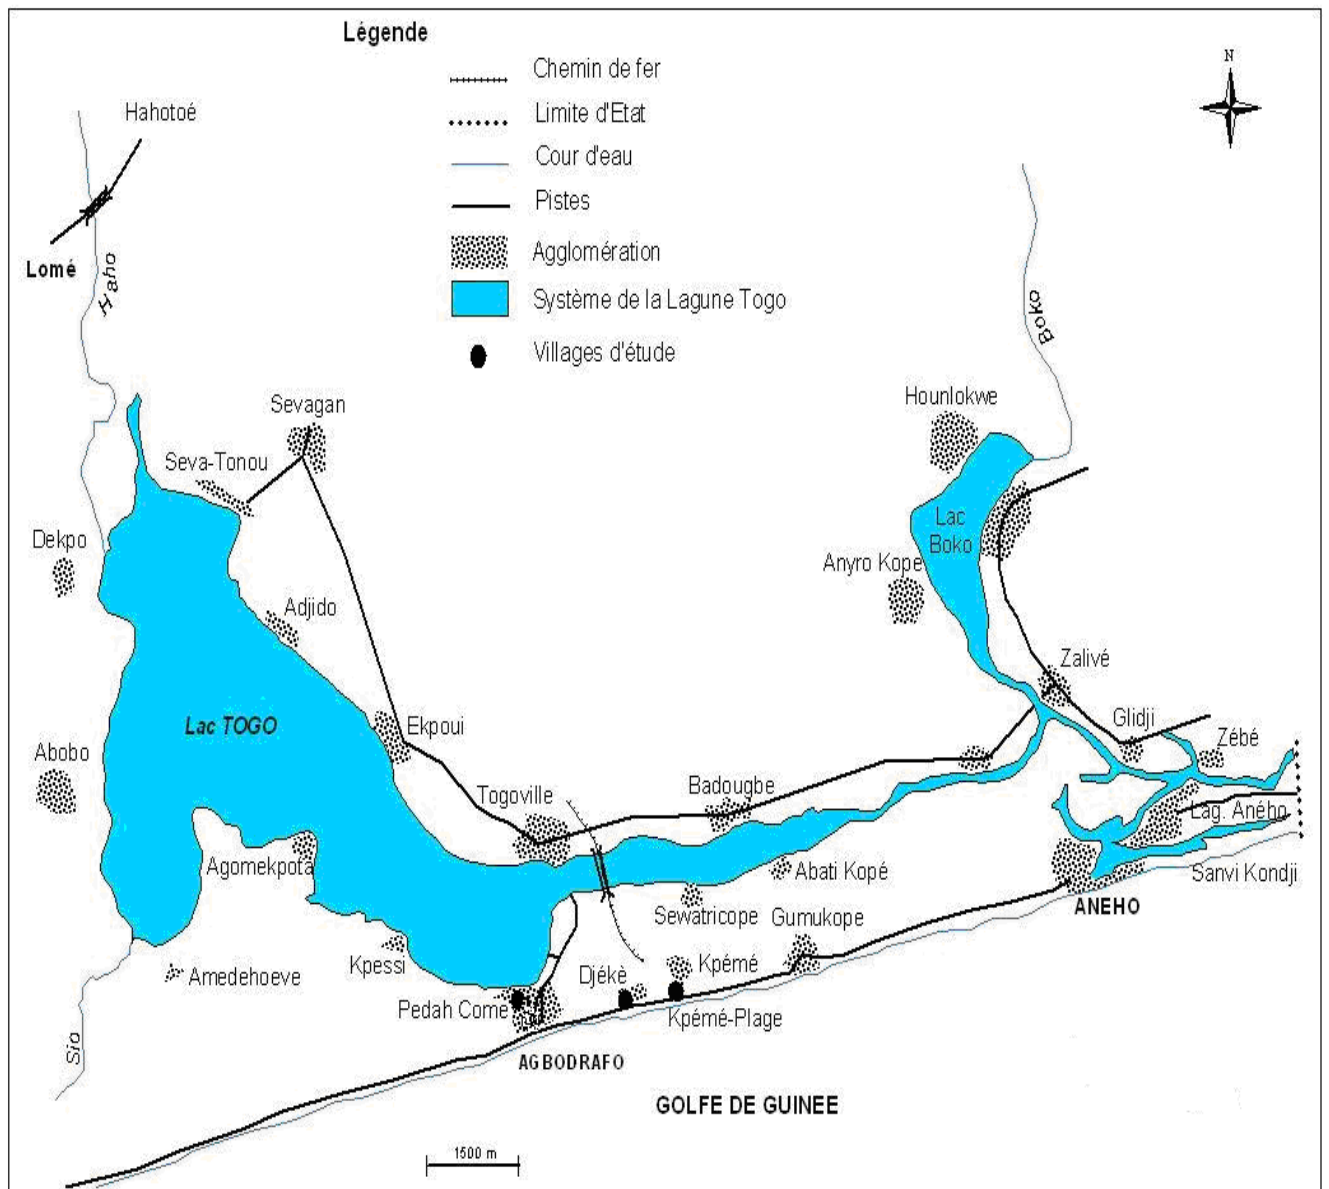 Légende
Chemin de fer
Limite d'Etat
Cour d'eau
Pistes
Agglomération
Système de la Lagune Togo
Villages d'étude
N
Hahotoé
Lomé
Haho
Boko
Sevagan
Hounlokwe
Seva-Tonou
Lac
Boko
Dekpo
Anyro Kope
Adjido
Zalivé
Lac TOGO
Ekpoui
Glidji
Zébé
Abobo
Togoville
Badougbe
Lag. Aného
Agomekpota
Abati Kopé
Sanvi Kondji
Sewatricope
Gumukope
ANEHO
Kpessi
Djékè
Kpémé
Amedehoeve
Pedah Come
Kpémé-Plage
Sio
AGBODRAFO
GOLFE DE GUINEE
1500 m